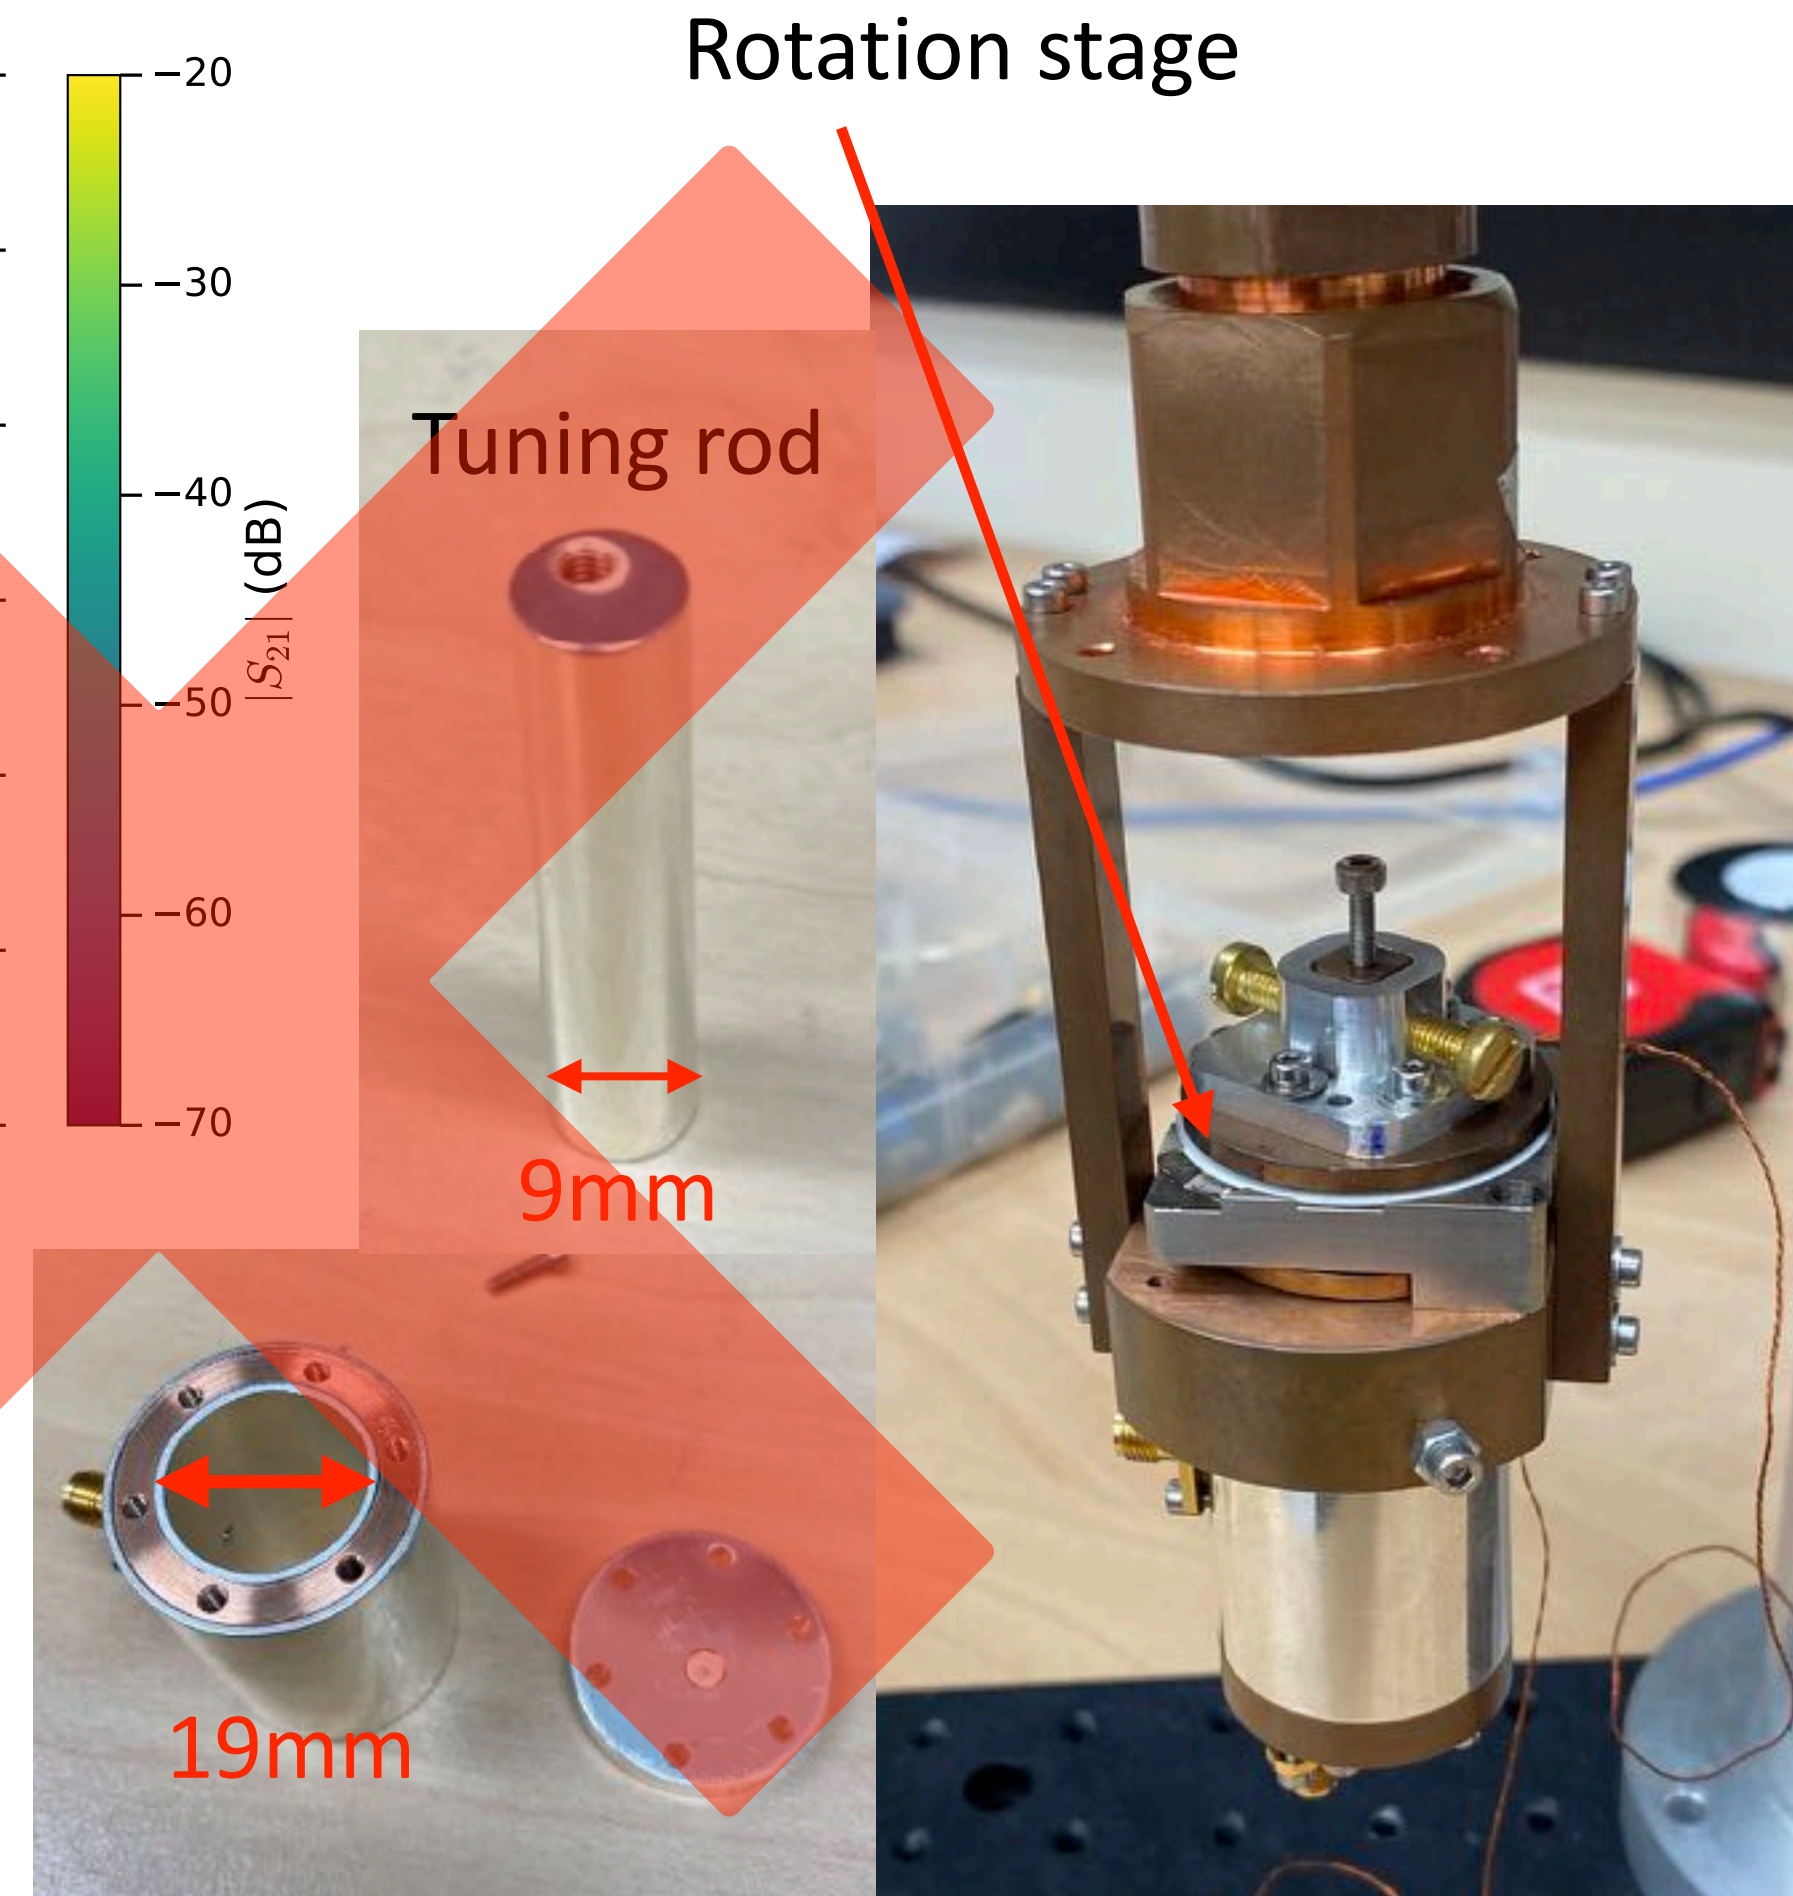 Rotation stage
−20
−30
−40
−50
−60
−70
|S21| (dB)
Tuning rod
9mm
19mm